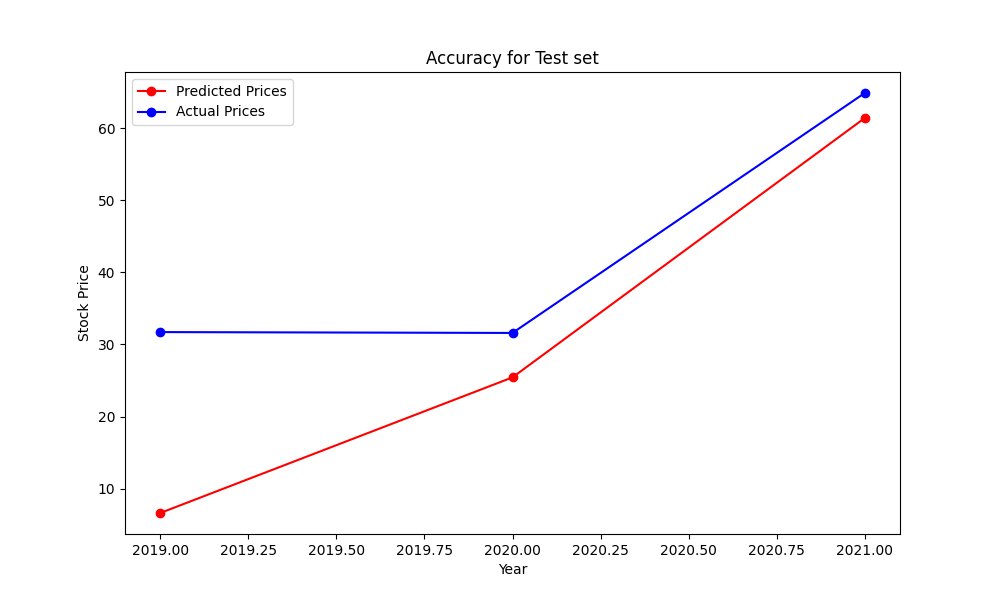 Accuracy for Test set
Predicted Prices
Actual Prices
Stock Price
60
50
40
30
20
10
2019.00 2019.25 2019.50 2019.75 2020.00 2020.25 2020.50 2020.75 2021.00
Year